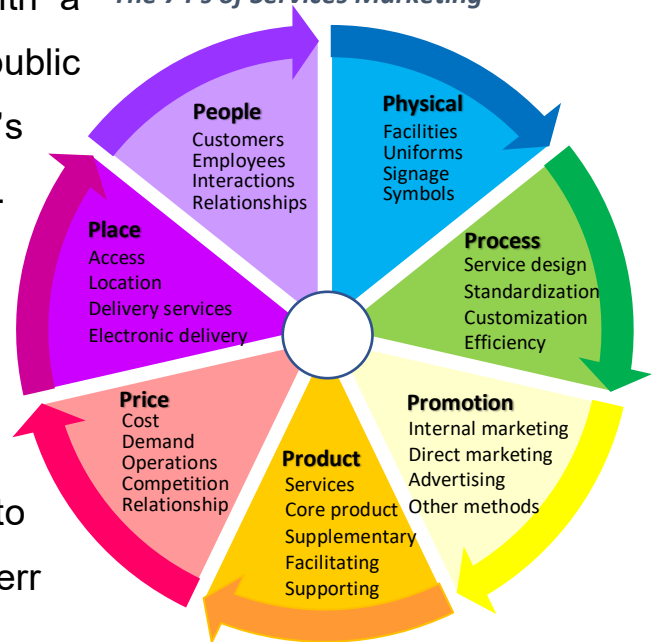 The 7 P's of Services Marketing
ith a
public
's
People
Customers
Employees
Interactions
Relationships
Physical
Facilities
Uniforms
Signage
Symbols
Process
Service design
Standardization
Customization
Efficiency
Promotion
Internal marketing
Direct marketing
Advertising
Other methods
Product
Services
Core product
Supplementary
Facilitating
Supporting
Price
Cost
Demand
Operations
Competition
Relationship
Place
Access
Location
Delivery services
Electronic delivery
to
err